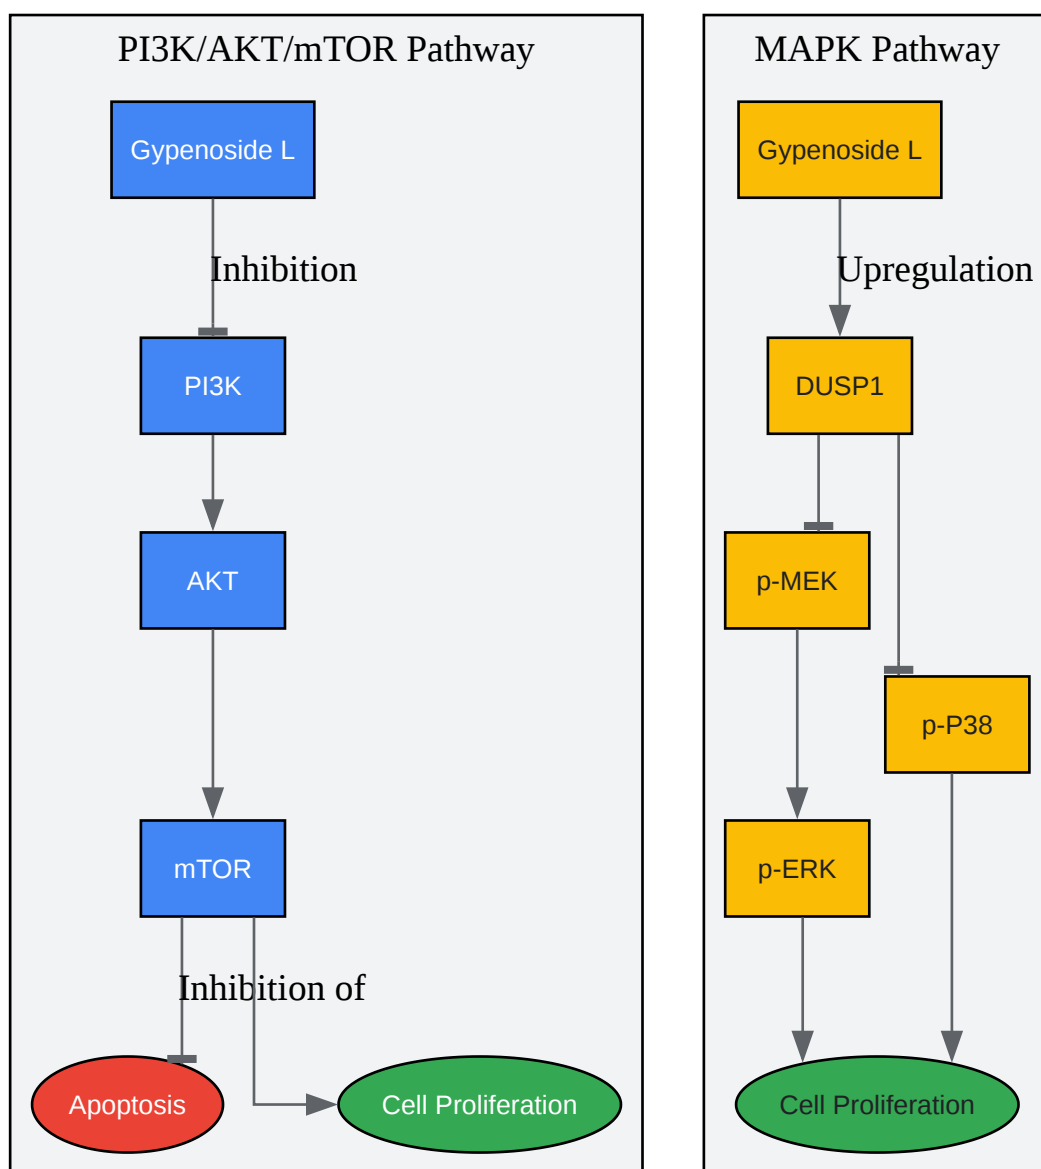 PI3K/AKT/mTOR Pathway
Gypenoside L
Inhibition
PI3K
AKT
mTOR
Inhibition of
Apoptosis
Cell Proliferation
MAPK Pathway
Gypenoside L
Upregulation
DUSP1
p-MEK
p-P38
p-ERK
Cell Proliferation